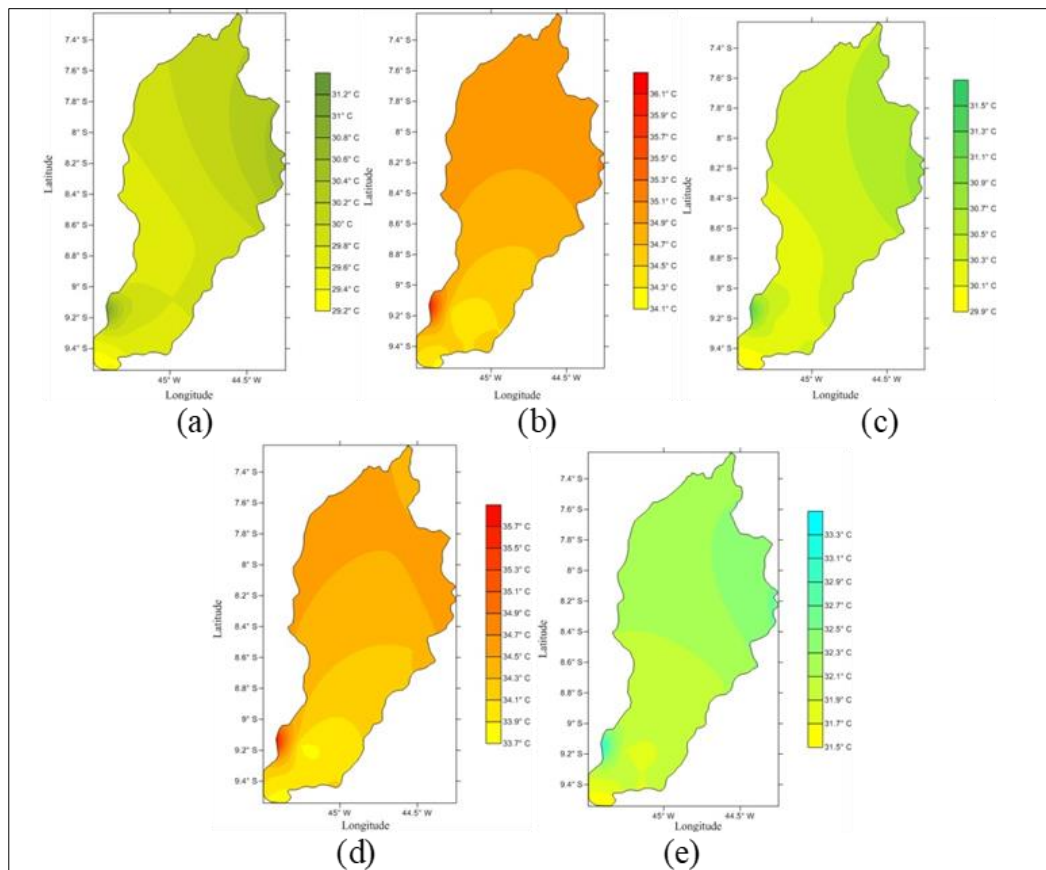 7.4° S
7.6° S
7.8° S
8° S
8.2° S
8.4° S
8.6° S
8.8° S
9° S
9.2° S
9.4° S
Latitude
45° W 44.5° W
Longitude
31.2° C
31° C
30.8° C
30.6° C
30.4° C
30.2° C
30° C
29.8° C
29.6° C
29.4° C
29.2° C
(a)
7.4° S
7.6° S
7.8° S
8° S
8.2° S
8.4° S
8.6° S
8.8° S
9° S
9.2° S
9.4° S
Latitude
45° W 44.5° W
Longitude
36.1° C
35.9° C
35.7° C
35.5° C
35.3° C
35.1° C
34.9° C
34.7° C
34.5° C
34.3° C
34.1° C
(b)
7.4° S
7.6° S
7.8° S
8° S
8.2° S
8.4° S
8.6° S
8.8° S
9° S
9.2° S
9.4° S
Latitude
45° W 44.5° W
Longitude
31.5° C
31.3° C
31.1° C
30.9° C
30.7° C
30.5° C
30.3° C
30.1° C
29.9° C
(c)
7.4° S
7.6° S
7.8° S
8° S
8.2° S
8.4° S
8.6° S
8.8° S
9° S
9.2° S
9.4° S
Latitude
45° W 44.5° W
Longitude
35.7° C
35.5° C
35.3° C
35.1° C
34.9° C
34.7° C
34.5° C
34.3° C
34.1° C
33.9° C
33.7° C
(d)
7.4° S
7.6° S
7.8° S
8° S
8.2° S
8.4° S
8.6° S
8.8° S
9° S
9.2° S
9.4° S
Latitude
45° W 44.5° W
Longitude
33.3° C
33.1° C
32.9° C
32.7° C
32.5° C
32.3° C
32.1° C
31.9° C
31.7° C
31.5° C
(e)